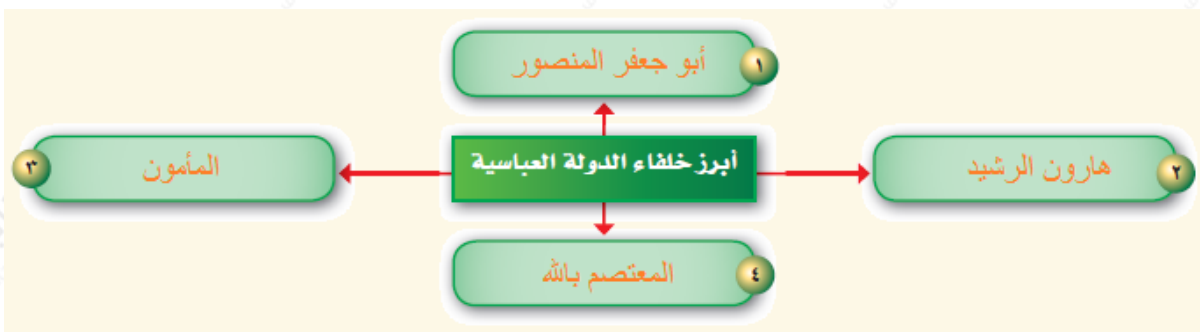 ١ أبو جعفر المنصور
أبرز خلفاء الدولة العباسية
٢ هارون الرشيد
٣ المأمون
٤ المعتصم بالله